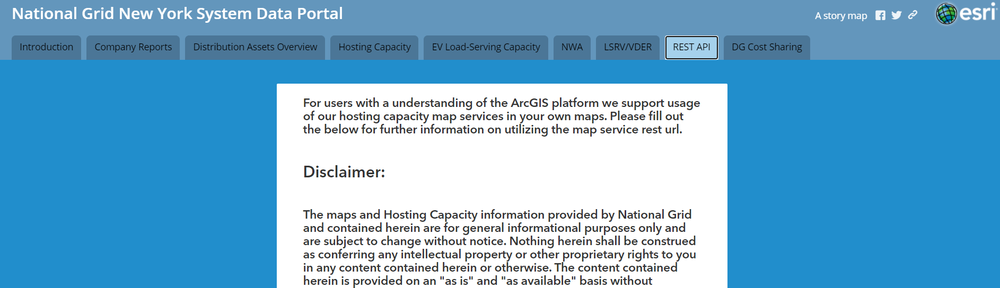 National Grid New York System Data Portal
A story map
esri
Introduction
Company Reports
Distribution Assets Overview
Hosting Capacity
EV Load-Serving Capacity
NWA
LSRV/VDER
REST API
DG Cost Sharing
For users with a understanding of the ArcGIS platform we support usage
of our hosting capacity map services in your own maps. Please fill out
the below for further information on utilizing the map service rest url.
Disclaimer:
The maps and Hosting Capacity information provided by National Grid
and contained herein are for general informational purposes only and
are subject to change without notice. Nothing herein shall be construed
as conferring any intellectual property or other proprietary rights to you
in any content contained herein or otherwise. The content contained
herein is provided on an "as is" and "as available" basis without